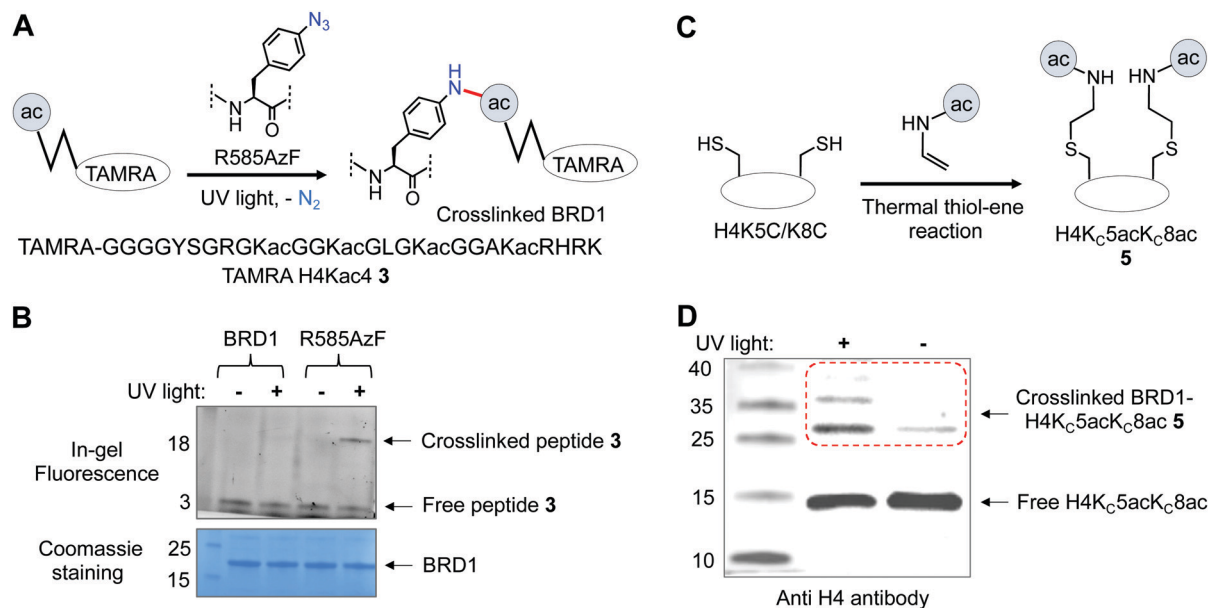 A
N3
N
H
O
ac
TAMRA
R585AzF
UV light, - N2
H
N
ac
N
H
O
TAMRA
Crosslinked BRD1
TAMRA-GGGGYSGRGKacGGKacGLGKacGGAKacRHRK
TAMRA H4Kac4 3
B
BRD1 R585AzF
UV light: - + - +
In-gel Fluorescence
18
3
Crosslinked peptide 3
Free peptide 3
Coomassie staining
25
15
BRD1
C
HS SH
H4K5C/K8C
ac
HN
Thermal thiol-ene reaction
ac ac
NH HN
S S
H4KC5acKC8ac
5
D
UV light: + -
40
35
25
15
10
Crosslinked BRD1-
H4KC5acKC8ac 5
Free H4KC5acKC8ac
Anti H4 antibody